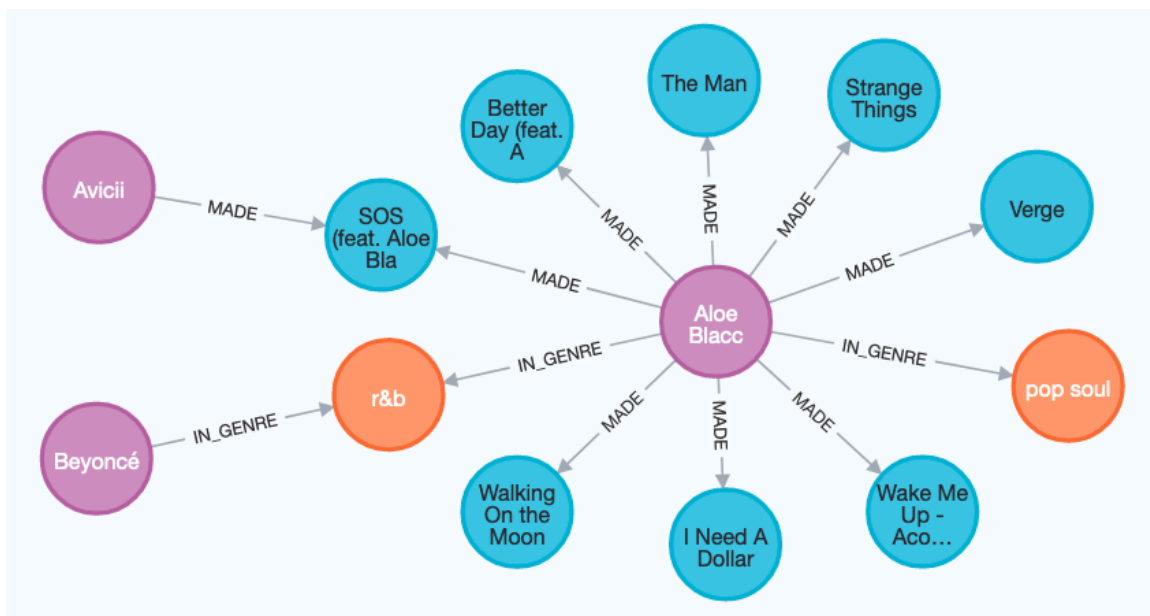 The Man
Strange
Things
Better
Day (feat.
A
MADE
MADE
MADE
Avicii
MADE
SOS
(feat. Aloe
Bla
MADE
Verge
MADE
Aloe
Blacc
IN_GENRE
IN_GENRE
pop soul
r&b
IN_GENRE
Beyoncé
MADE
MADE
MADE
Walking
On the
Moon
I Need A
Dollar
Wake Me
Up -
Aco...